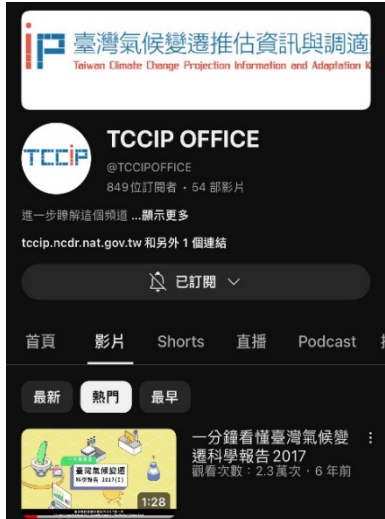 iP 臺灣氣候變遷推估資訊與調適
Taiwan Climate Change Projection Information and Adaptation K
TCCiP
TCCIP OFFICE
@TCCIPOFFICE
849位訂閱者・54 部影片
進一步瞭解這個頻道 ...顯示更多
tccip.ncdr.nat.gov.tw 和另外 1 個連結
已訂閱
首頁 影片 Shorts 直播 Podcast
最新 熱門 最早
臺灣氣候變遷
科學報告 2017(I)
1:28
一分鐘看懂臺灣氣候變
遷科學報告 2017
觀看次數：2.3 萬次・6 年前